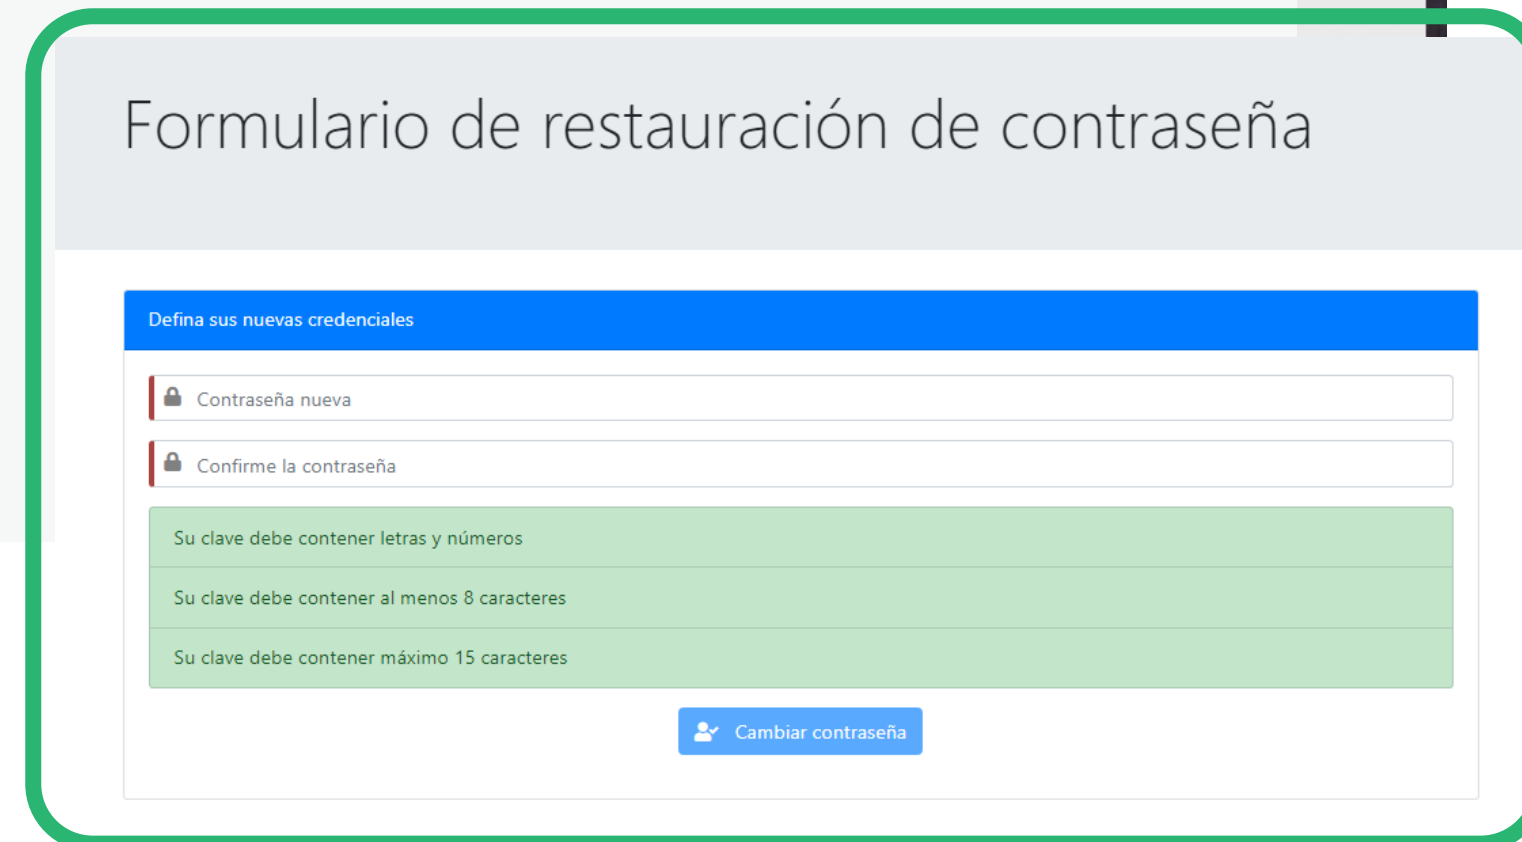 Formulario de restauración de contraseña
Defina sus nuevas credenciales
Contraseña nueva
Confirme la contraseña
Su clave debe contener letras y números
Su clave debe contener al menos 8 caracteres
Su clave debe contener máximo 15 caracteres
Cambiar contraseña